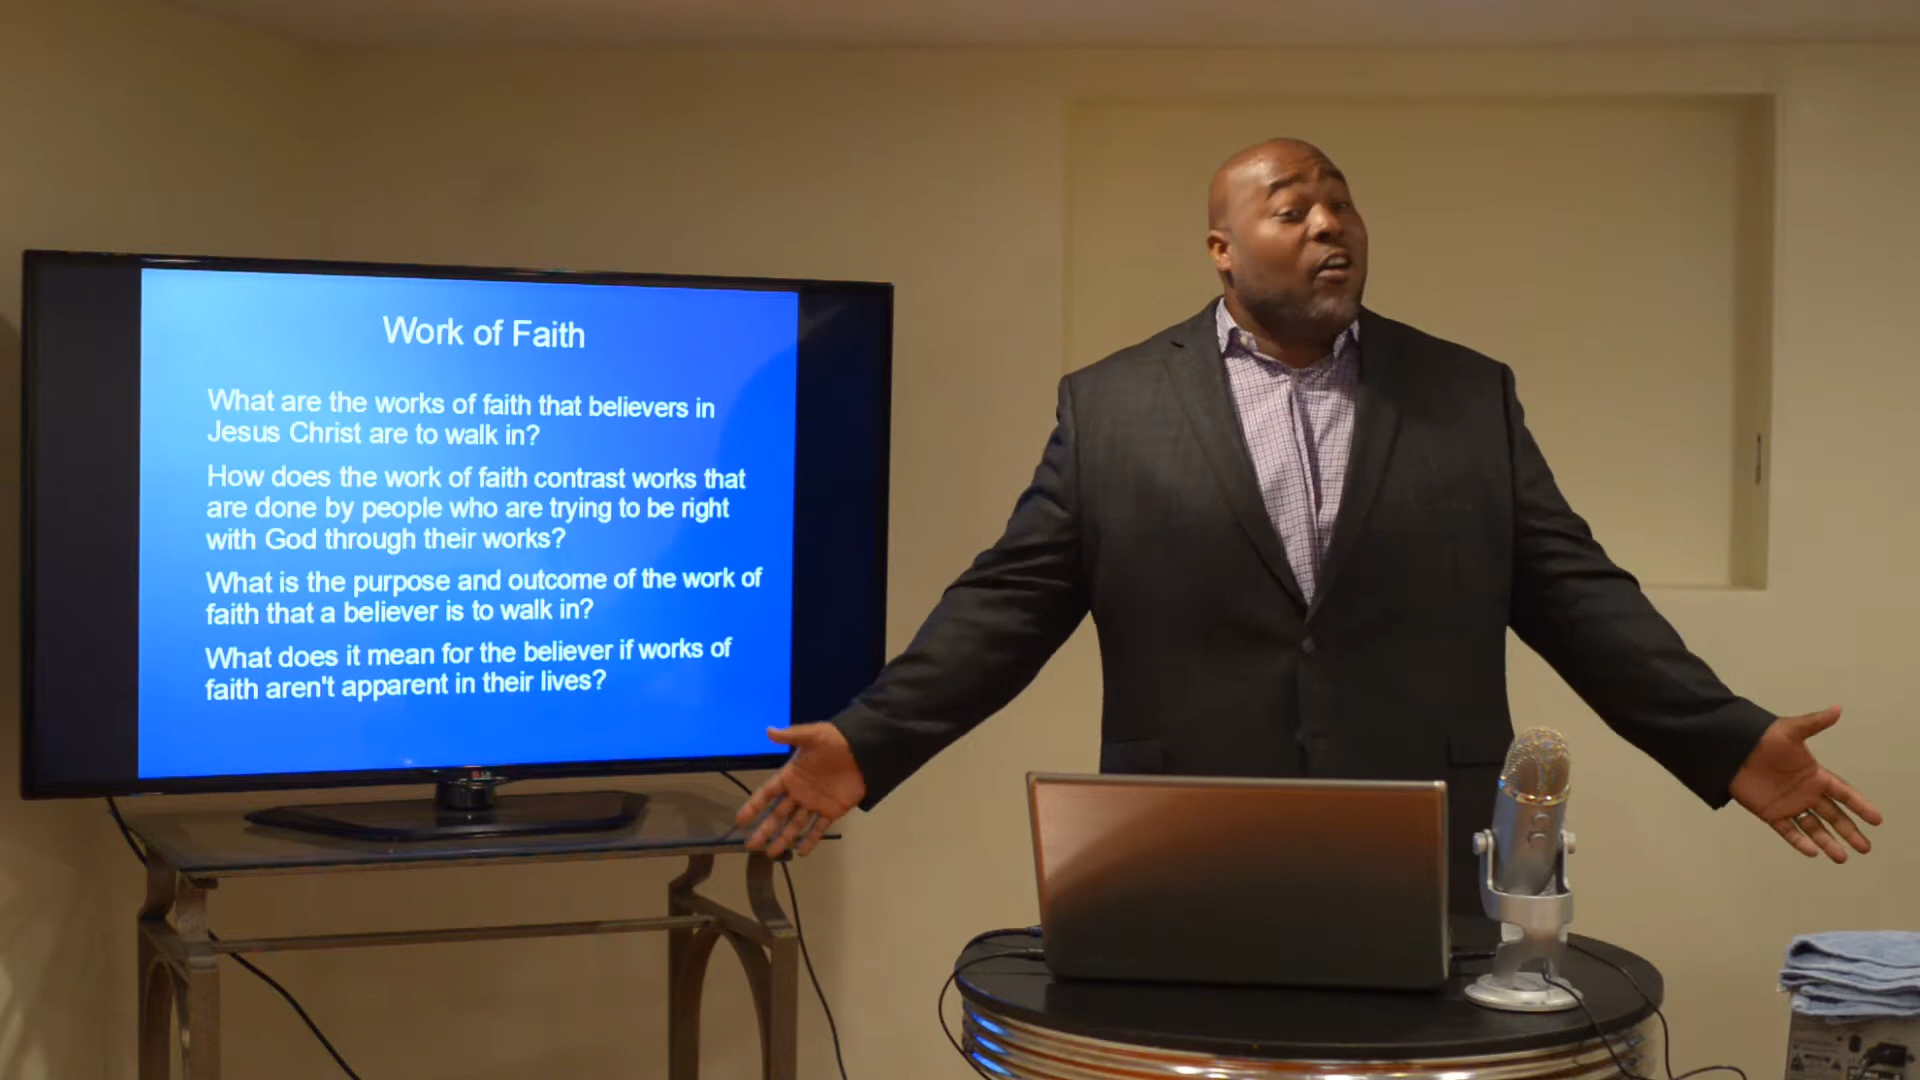 Work of Faith
What are the works of faith that believers in
Jesus Christ are to walk in?
How does the work of faith contrast works that
are done by people who are trying to be right
with God through their works?
What is the purpose and outcome of the work of
faith that a believer is to walk in?
What does it mean for the believer if works of
faith aren't apparent in their lives?
LG